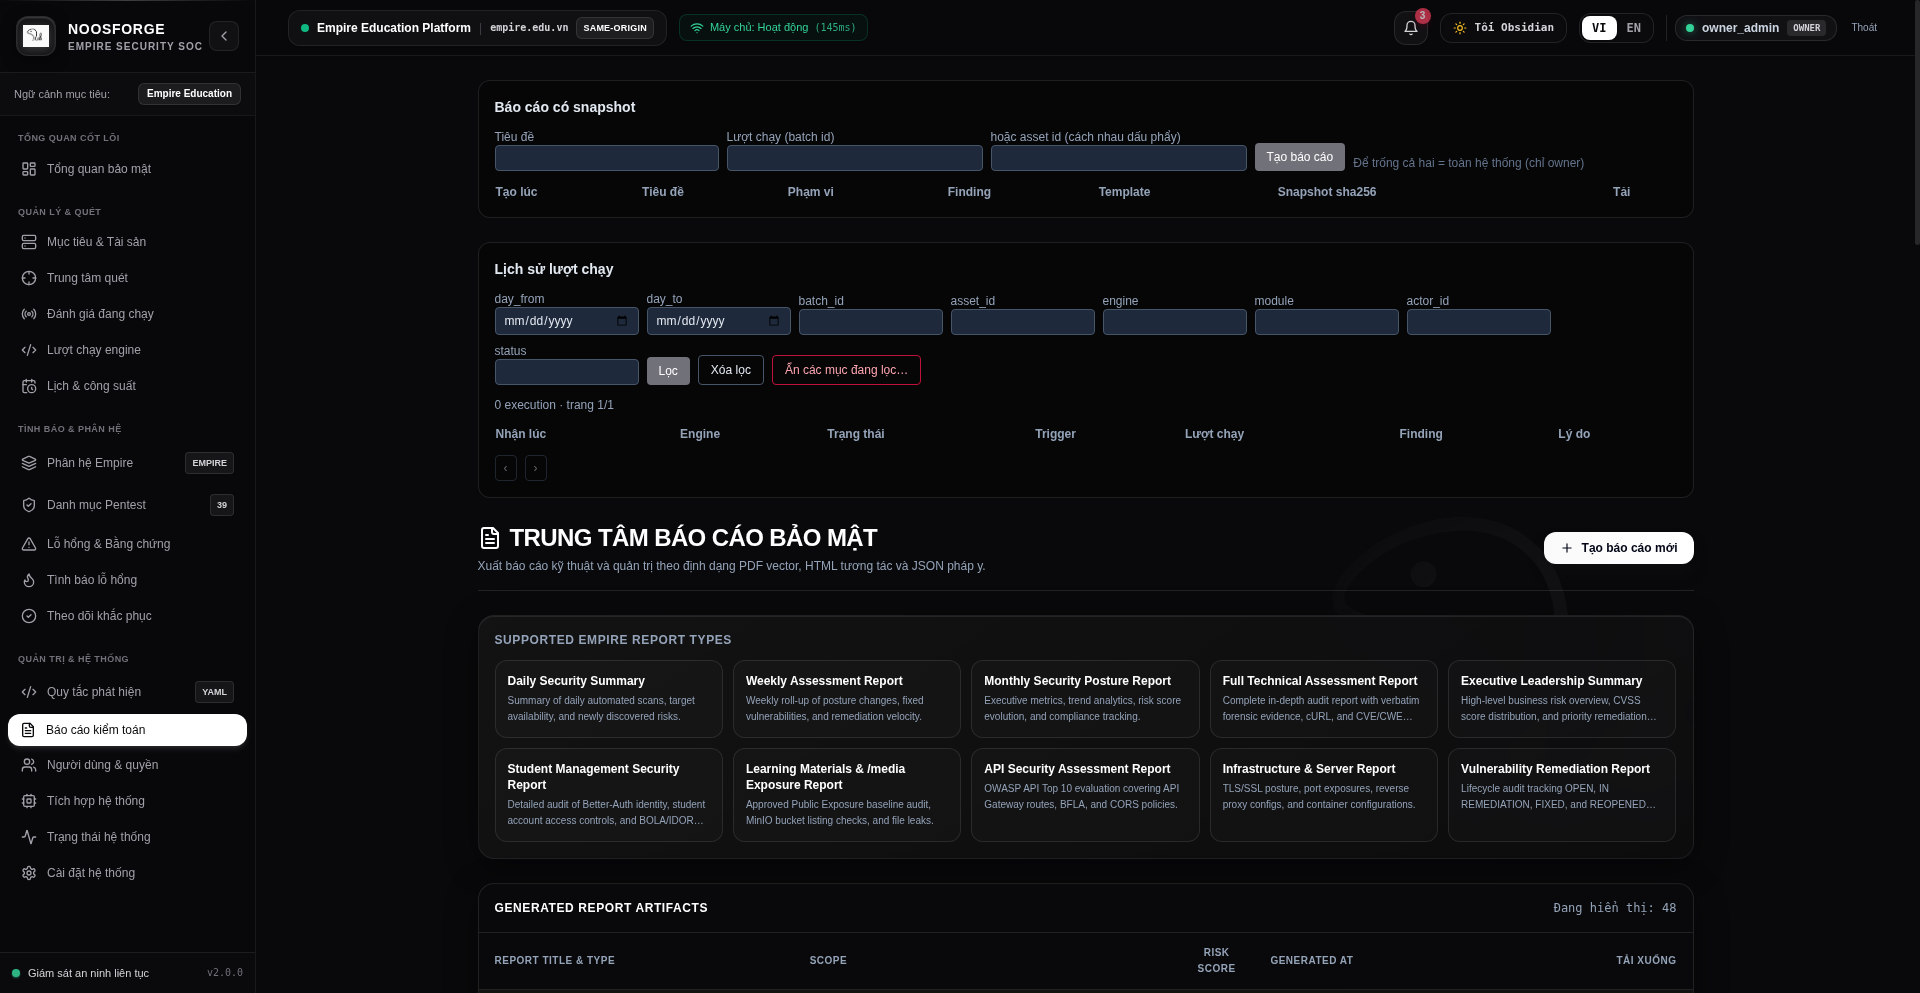 NOOSFORGE
EMPIRE SECURITY SOC
Ngữ cảnh mục tiêu:
Empire Education
TỔNG QUAN CỐT LÕI
Tổng quan bảo mật
QUẢN LÝ & QUÉT
Mục tiêu & Tài sản
Trung tâm quét
Đánh giá đang chạy
Lượt chạy engine
Lịch & công suất
TÌNH BÁO & PHÂN HỆ
Phân hệ Empire
EMPIRE
Danh mục Pentest
39
Lỗ hổng & Bằng chứng
Tình báo lỗ hổng
Theo dõi khắc phục
QUẢN TRỊ & HỆ THỐNG
Quy tắc phát hiện
YAML
Báo cáo kiểm toán
Người dùng & quyền
Tích hợp hệ thống
Trạng thái hệ thống
Cài đặt hệ thống
Giám sát an ninh liên tục
v2.0.0
Empire Education Platform | empire.edu.vn SAME-ORIGIN
Máy chủ: Hoạt động (145ms)
3
Tối Obsidian
VI EN
owner_admin OWNER
Thoát
Báo cáo có snapshot
Tiêu đề
Lượt chạy (batch id)
hoặc asset id (cách nhau dấu phẩy)
Tạo báo cáo
Để trống cả hai = toàn hệ thống (chỉ owner)
Tạo lúc Tiêu đề Phạm vi Finding Template Snapshot sha256 Tải
Lịch sử lượt chạy
day_from day_to batch_id asset_id engine module actor_id
mm/dd/yyyy mm/dd/yyyy
status
Lọc Xóa lọc Ẩn các mục đang lọc…
0 execution · trang 1/1
Nhận lúc Engine Trạng thái Trigger Lượt chạy Finding Lý do
‹ ›
TRUNG TÂM BÁO CÁO BẢO MẬT
Xuất báo cáo kỹ thuật và quản trị theo định dạng PDF vector, HTML tương tác và JSON pháp y.
Tạo báo cáo mới
SUPPORTED EMPIRE REPORT TYPES
Daily Security Summary
Summary of daily automated scans, target
availability, and newly discovered risks.
Weekly Assessment Report
Weekly roll-up of posture changes, fixed
vulnerabilities, and remediation velocity.
Monthly Security Posture Report
Executive metrics, trend analytics, risk score
evolution, and compliance tracking.
Full Technical Assessment Report
Complete in-depth audit report with verbatim
forensic evidence, cURL, and CVE/CWE…
Executive Leadership Summary
High-level business risk overview, CVSS
score distribution, and priority remediation…
Student Management Security
Report
Detailed audit of Better-Auth identity, student
account access controls, and BOLA/IDOR…
Learning Materials & /media
Exposure Report
Approved Public Exposure baseline audit,
MinIO bucket listing checks, and file leaks.
API Security Assessment Report
OWASP API Top 10 evaluation covering API
Gateway routes, BFLA, and CORS policies.
Infrastructure & Server Report
TLS/SSL posture, port exposures, reverse
proxy configs, and container configurations.
Vulnerability Remediation Report
Lifecycle audit tracking OPEN, IN
REMEDIATION, FIXED, and REOPENED…
GENERATED REPORT ARTIFACTS
Đang hiển thị: 48
REPORT TITLE & TYPE
SCOPE
RISK
SCORE
GENERATED AT
TẢI XUỐNG